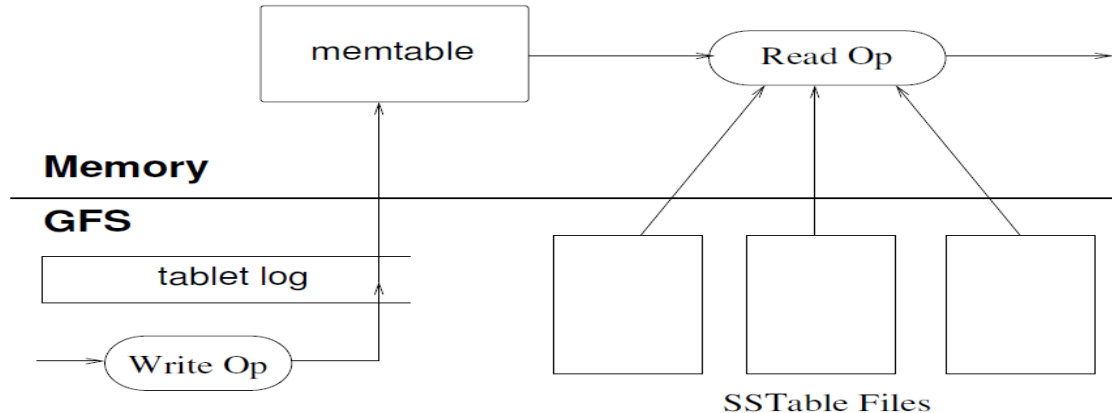 memtable
Read Op
Memory
GFS
tablet log
Write Op
SSTable Files